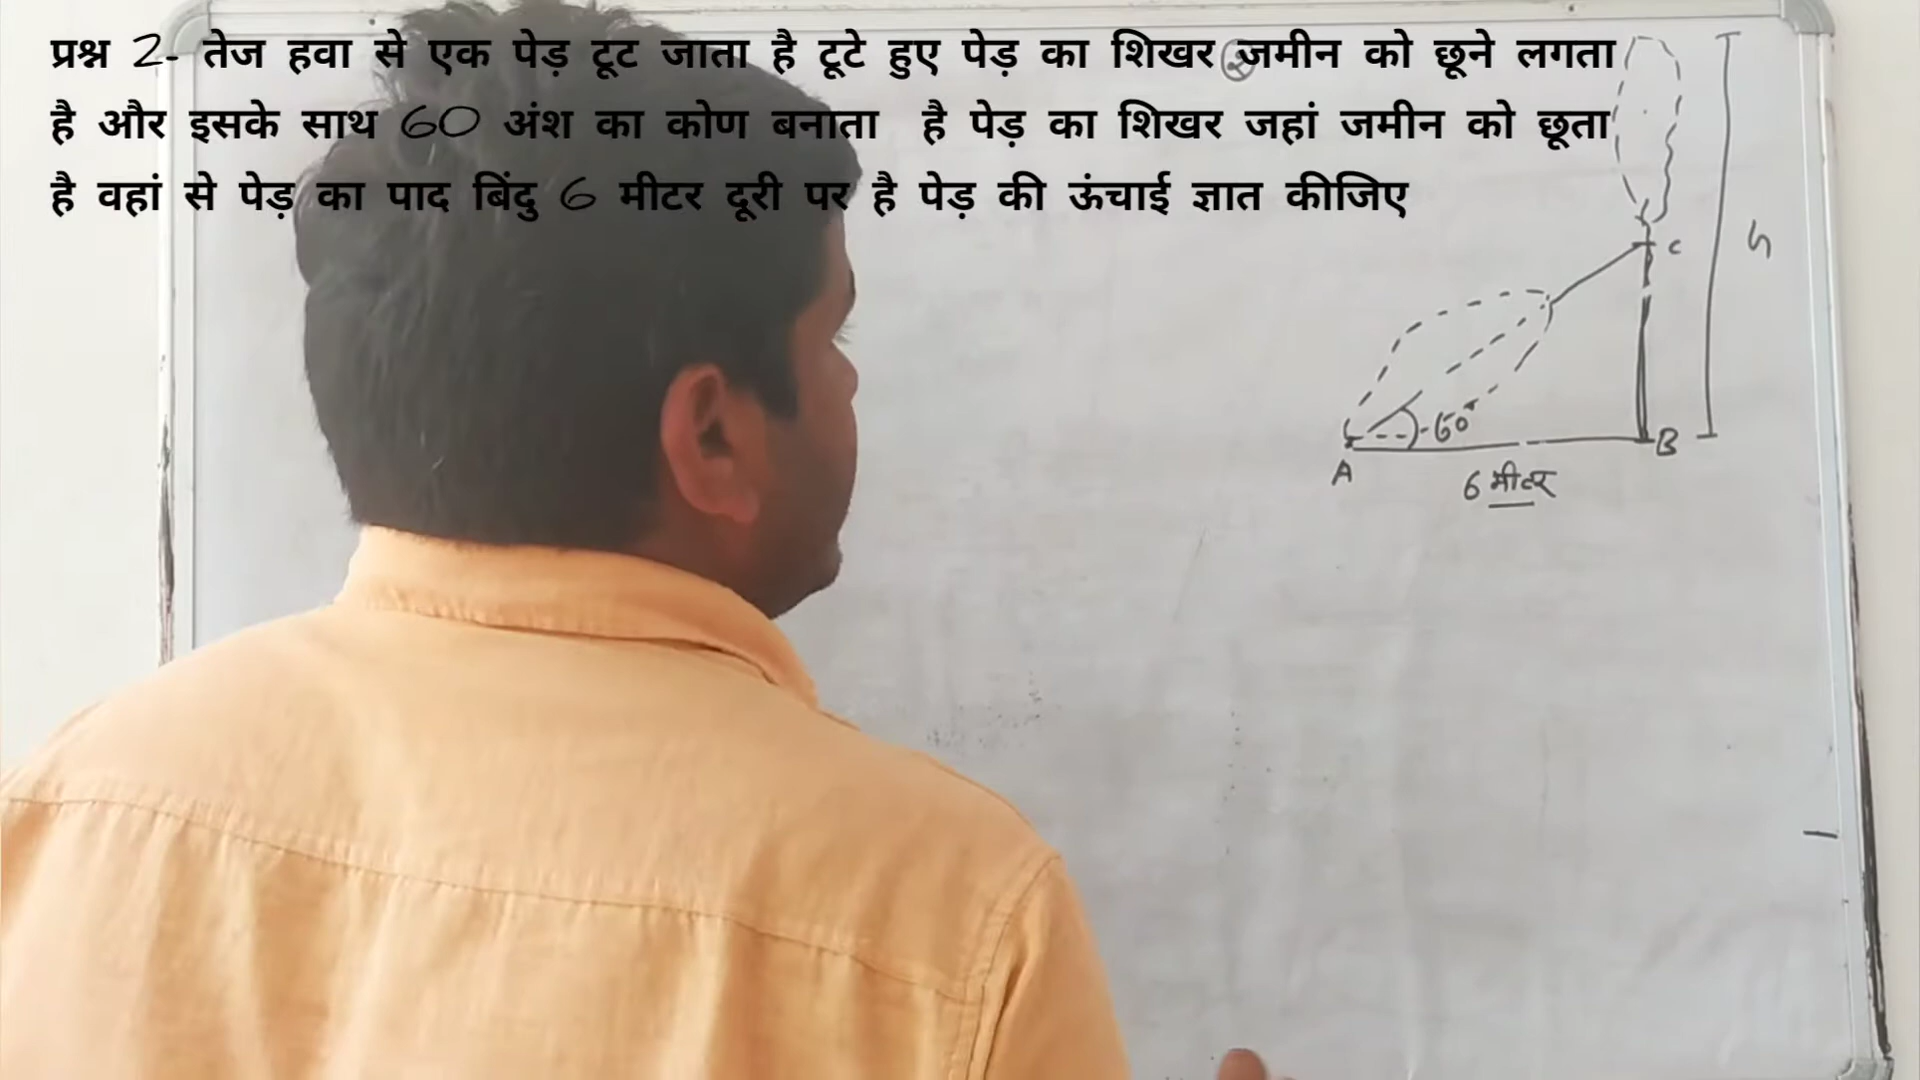 प्रश्न 2- तेज हवा से एक पेड़ टूट जाता है टूटे हुए पेड़ का शिखर जमीन को छूने लगता
है और इसके साथ 60 अंश का कोण बनाता है पेड़ का शिखर जहां जमीन को छूता
है वहां से पेड़ का पाद बिंदु 6 मीटर दूरी पर है पेड़ की ऊंचाई ज्ञात कीजिए
C
h
60°
A
B
6 मीटर